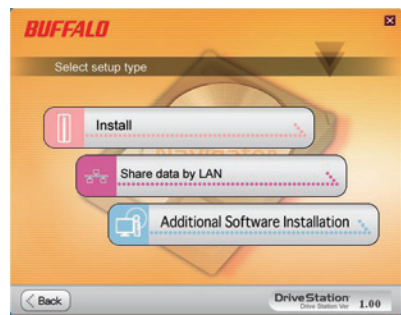 BUFFALO
Select setup type
Install
Navigator
Share data by LAN
Additional Software Installation
< Back
DriveStation
Drive Station Ver 1.00